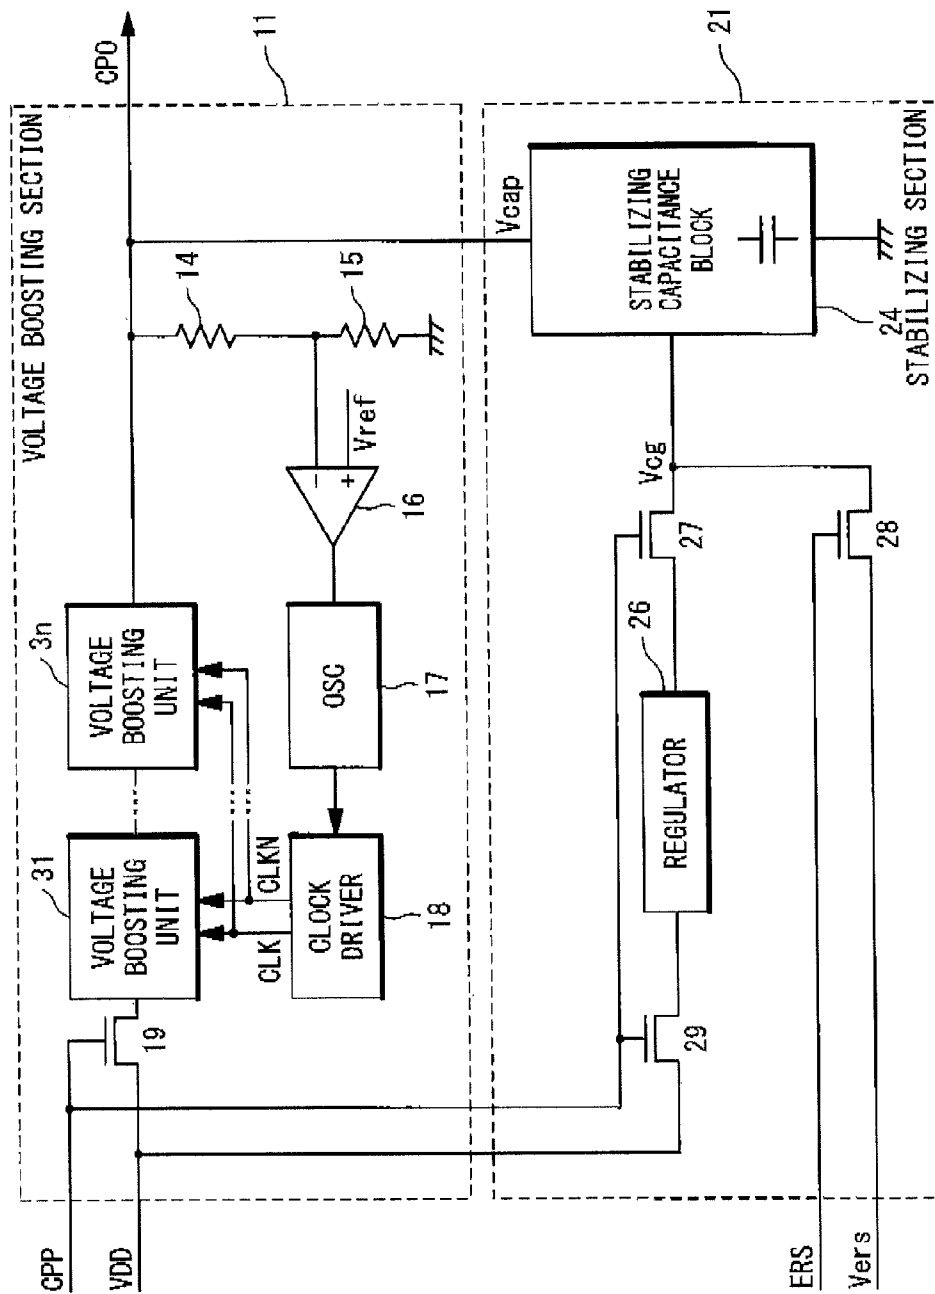 CPP
VDD
VOLTAGE BOOSTING SECTION
CPO
11
31
VOLTAGE
BOOSTING
UNIT
3n
VOLTAGE
BOOSTING
UNIT
19
14
15
CLK
CLKN
CLOCK
DRIVER
18
OSC
17
16
−
+
Vref
21
Vcap
STABILIZING
CAPACITANCE
BLOCK
24
STABILIZING SECTION
Vcg
27
26
REGULATOR
29
28
ERS
Vers